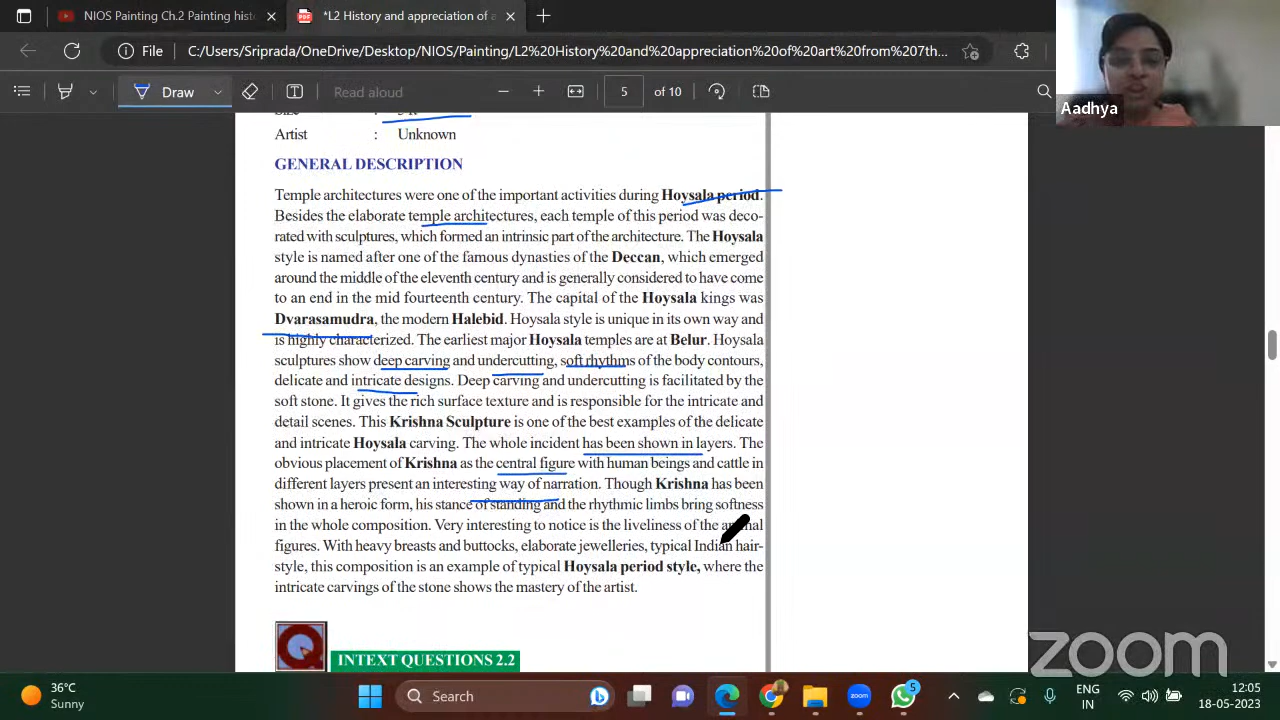 NIOS Painting Ch.2 Painting hist
*L2 History and appreciation of a
File
C:/Users/Sriprada/OneDrive/Desktop/NIOS/Painting/L2%20History%20and%20appreciation%20of%20art%20from%207th...
Draw
Read aloud
5
of 10
Aadhya
Artist : Unknown
GENERAL DESCRIPTION
Temple architectures were one of the important activities during Hoysala period.
Besides the elaborate temple architectures, each temple of this period was deco-
rated with sculptures, which formed an intrinsic part of the architecture. The Hoysala
style is named after one of the famous dynasties of the Deccan, which emerged
around the middle of the eleventh century and is generally considered to have come
to an end in the mid fourteenth century. The capital of the Hoysala kings was
Dvarasamudra, the modern Halebid. Hoysala style is unique in its own way and
is highly characterized. The earliest major Hoysala temples are at Belur. Hoysala
sculptures show deep carving and undercutting, soft rhythms of the body contours,
delicate and intricate designs. Deep carving and undercutting is facilitated by the
soft stone. It gives the rich surface texture and is responsible for the intricate and
detail scenes. This Krishna Sculpture is one of the best examples of the delicate
and intricate Hoysala carving. The whole incident has been shown in layers. The
obvious placement of Krishna as the central figure with human beings and cattle in
different layers present an interesting way of narration. Though Krishna has been
shown in a heroic form, his stance of standing and the rhythmic limbs bring softness
in the whole composition. Very interesting to notice is the liveliness of the animal
figures. With heavy breasts and buttocks, elaborate jewelleries, typical Indian hair-
style, this composition is an example of typical Hoysala period style, where the
intricate carvings of the stone shows the mastery of the artist.
INTEXT QUESTIONS 2.2
zoom
36°C
Sunny
Search
zoom
5
ENG
IN
12:05
18-05-2023